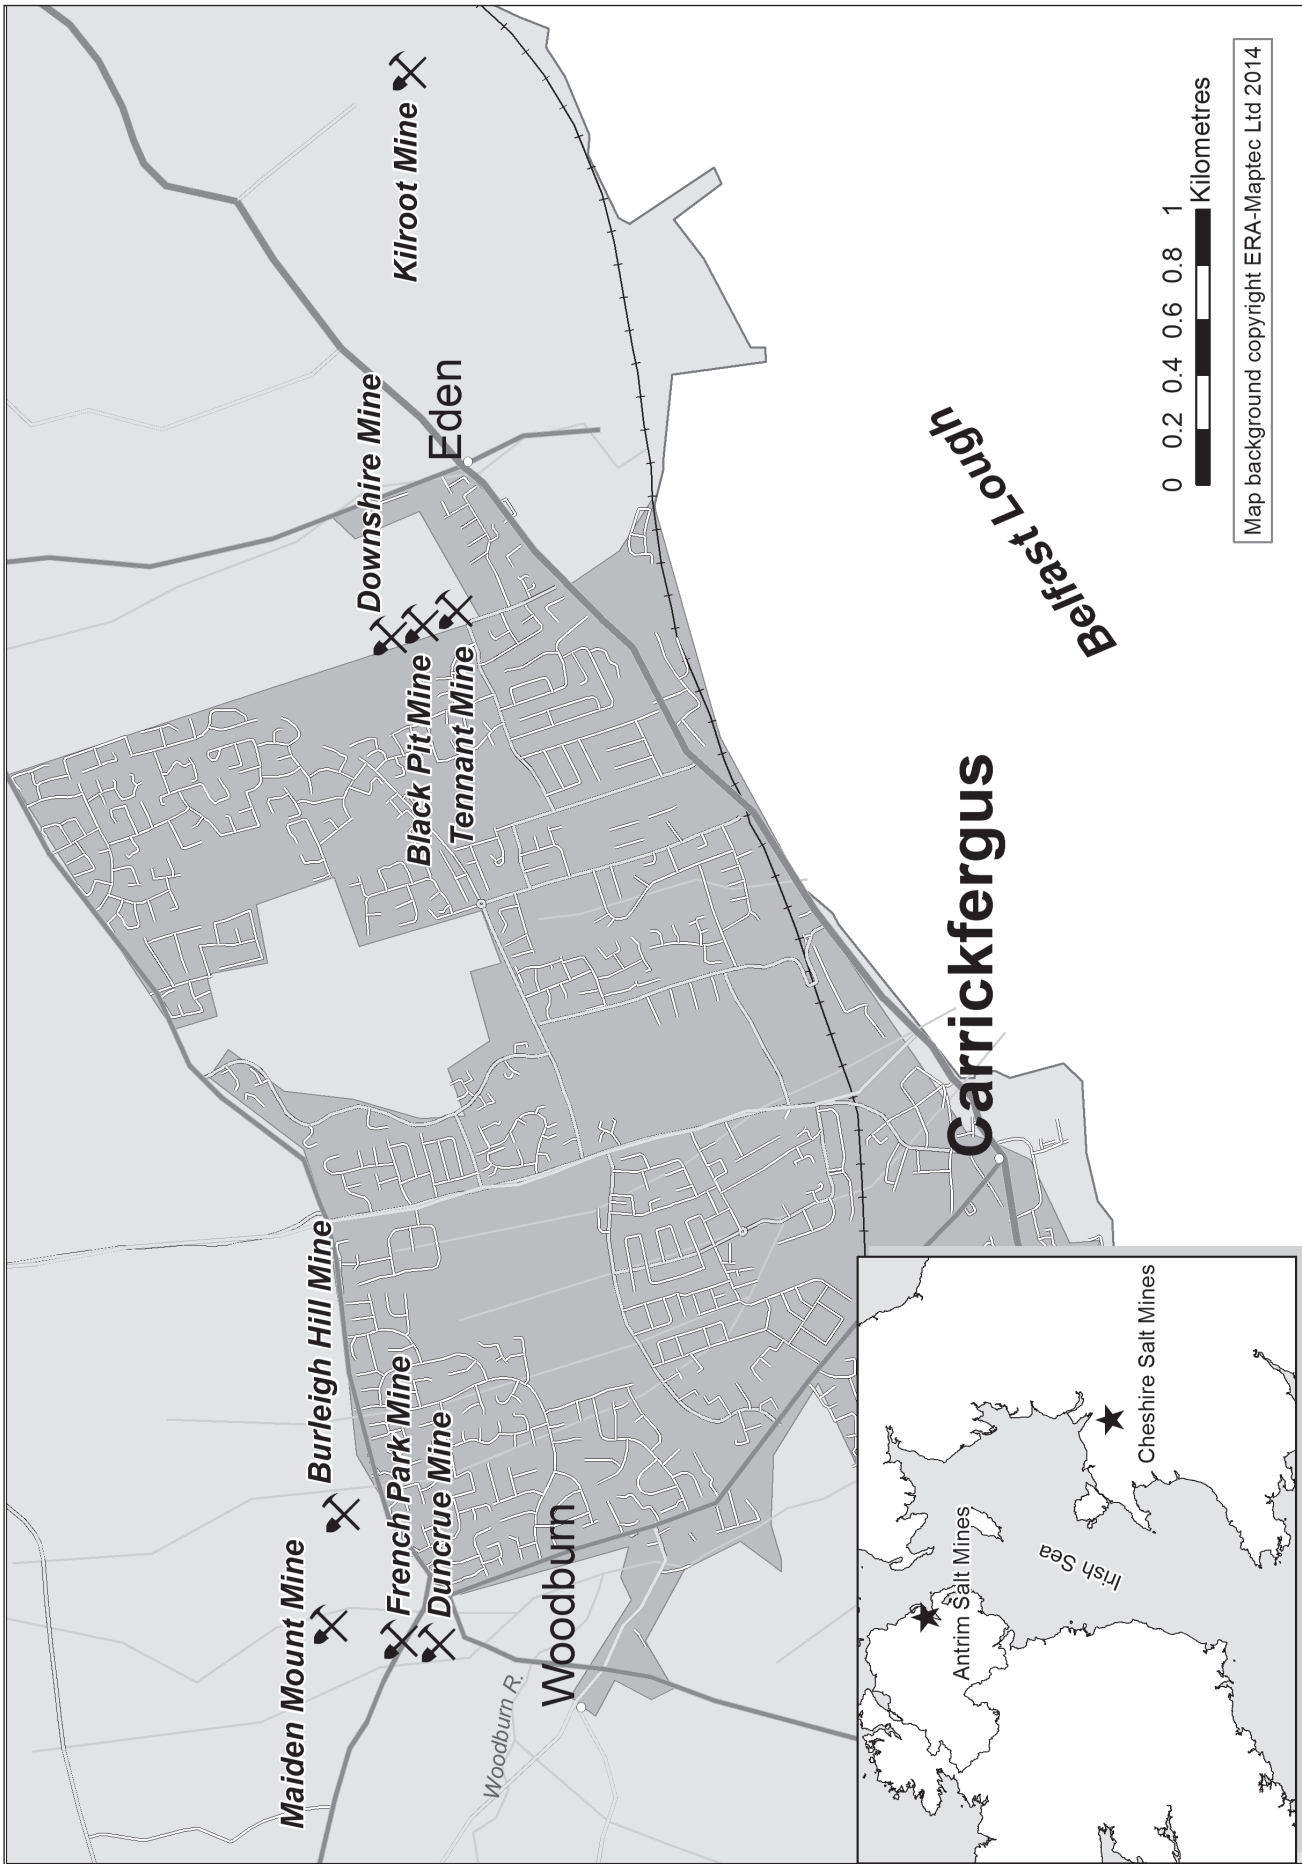 Maiden Mount Mine
Burleigh Hill Mine
French Park Mine
Duncrue Mine
Woodburn
Woodburn R.
Downshire Mine
Black Pit Mine
Tennant Mine
Eden
Kilroot Mine
Carrickfergus
Belfast Lough
0 0.2 0.4 0.6 0.8 1
Kilometres
Map background copyright ERA-Maptec Ltd 2014
Antrim Salt Mines
Irish Sea
Cheshire Salt Mines